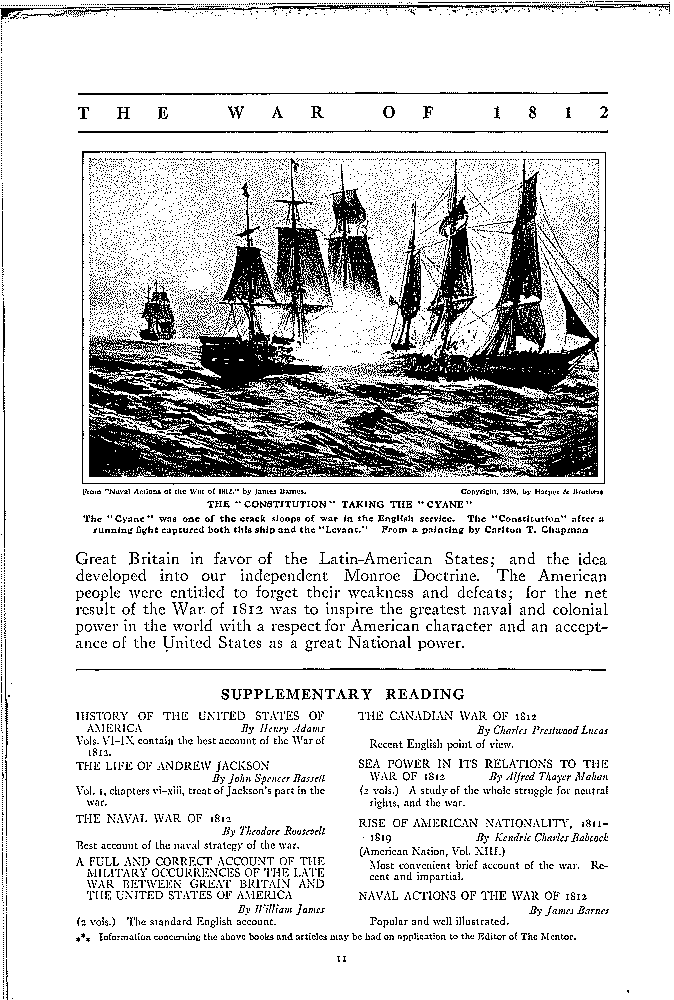 THE WAR OF 1812
From "Naval Actions of the War of 1812," by James Barnes.
Copyright, 1896, by Harper & Brothers
THE "CONSTITUTION" TAKING THE "CYANE"
The "Cyane" was one of the crack sloops of war in the English service. The "Constitution" after a
running fight captured both this ship and the "Levant." From a painting by Carlton T. Chapman
Great Britain in favor of the Latin-American States; and the idea
developed into our independent Monroe Doctrine. The American
people were entitled to forget their weakness and defeats; for the net
result of the War of 1812 was to inspire the greatest naval and colonial
power in the world with a respect for American character and an accept-
ance of the United States as a great National power.
SUPPLEMENTARY READING
HISTORY OF THE UNITED STATES OF
AMERICA By Henry Adams
Vols. VI-IX contain the best account of the War of
1812.
THE LIFE OF ANDREW JACKSON
By John Spencer Bassett
Vol. 1, chapters vi-xiii, treat of Jackson's part in the
war.
THE NAVAL WAR OF 1812
By Theodore Roosevelt
Best account of the naval strategy of the war.
A FULL AND CORRECT ACCOUNT OF THE
MILITARY OCCURRENCES OF THE LATE
WAR BETWEEN GREAT BRITAIN AND
THE UNITED STATES OF AMERICA
By William James
(2 vols.) The standard English account.
THE CANADIAN WAR OF 1812
By Charles Prestwood Lucas
Recent English point of view.
SEA POWER IN ITS RELATIONS TO THE
WAR OF 1812 By Alfred Thayer Mahan
(2 vols.) A study of the whole struggle for neutral
rights, and the war.
RISE OF AMERICAN NATIONALITY, 1811-
1819 By Kendric Charles Babcock
(American Nation, Vol. XIII.)
Most convenient brief account of the war. Re-
cent and impartial.
NAVAL ACTIONS OF THE WAR OF 1812
By James Barnes
Popular and well illustrated.
*** Information concerning the above books and articles may be had on application to the Editor of The Mentor.
11